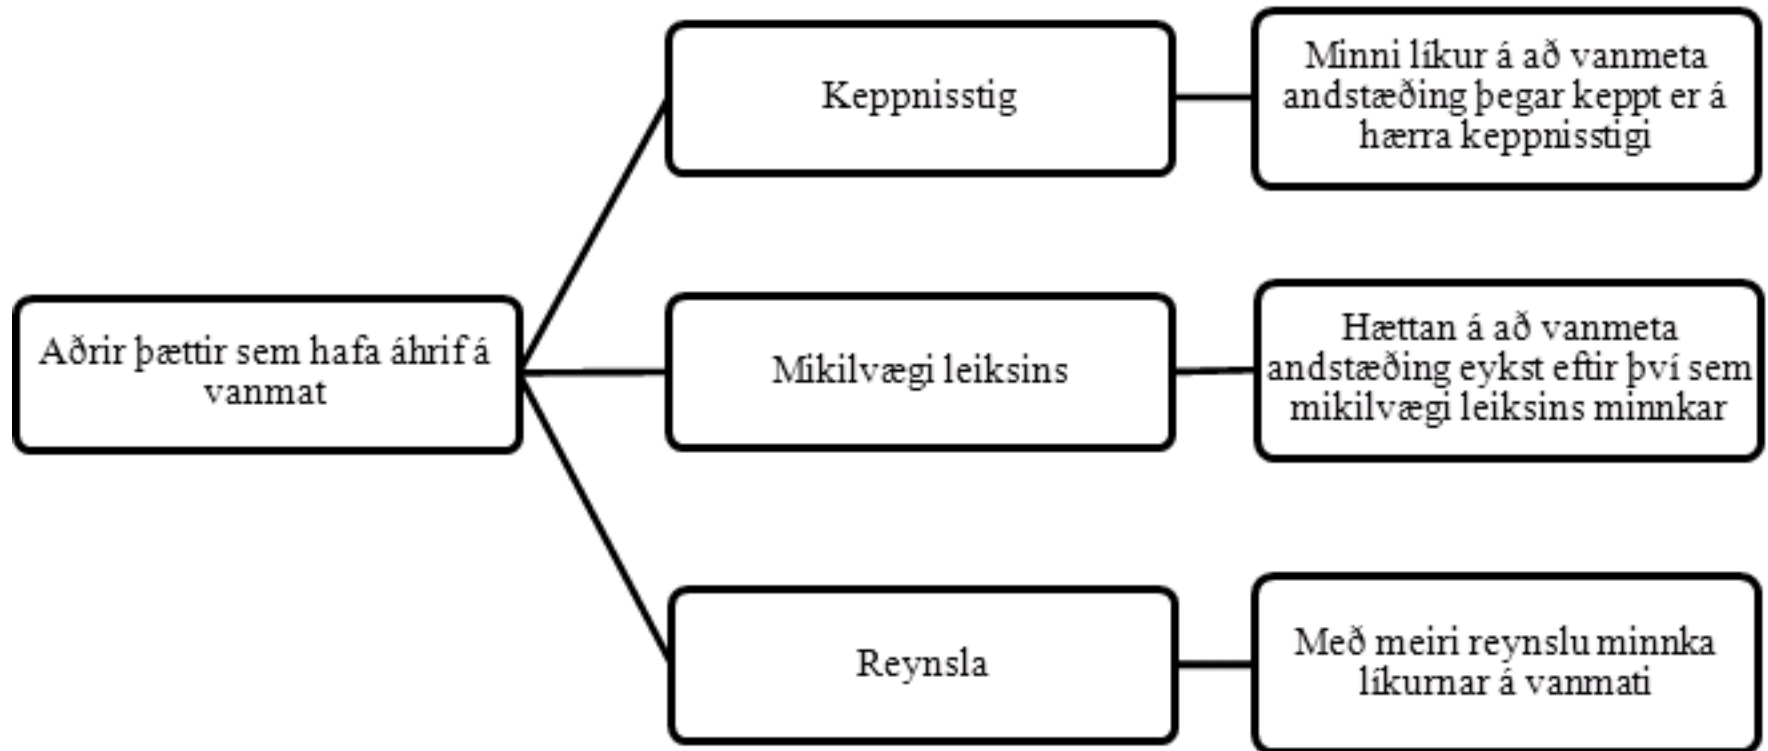 Aðrir þættir sem hafa áhrif á
vanmat
Keppnisstig
Minni líkur á að vanmeta
andstæðing þegar keppt er á
hærra keppnisstigi
Mikilvægi leiksins
Hættan á að vanmeta
andstæðing eykst eftir því sem
mikilvægi leiksins minnkar
Reynsla
Með meiri reynslu minnka
líkurnar á vanmati